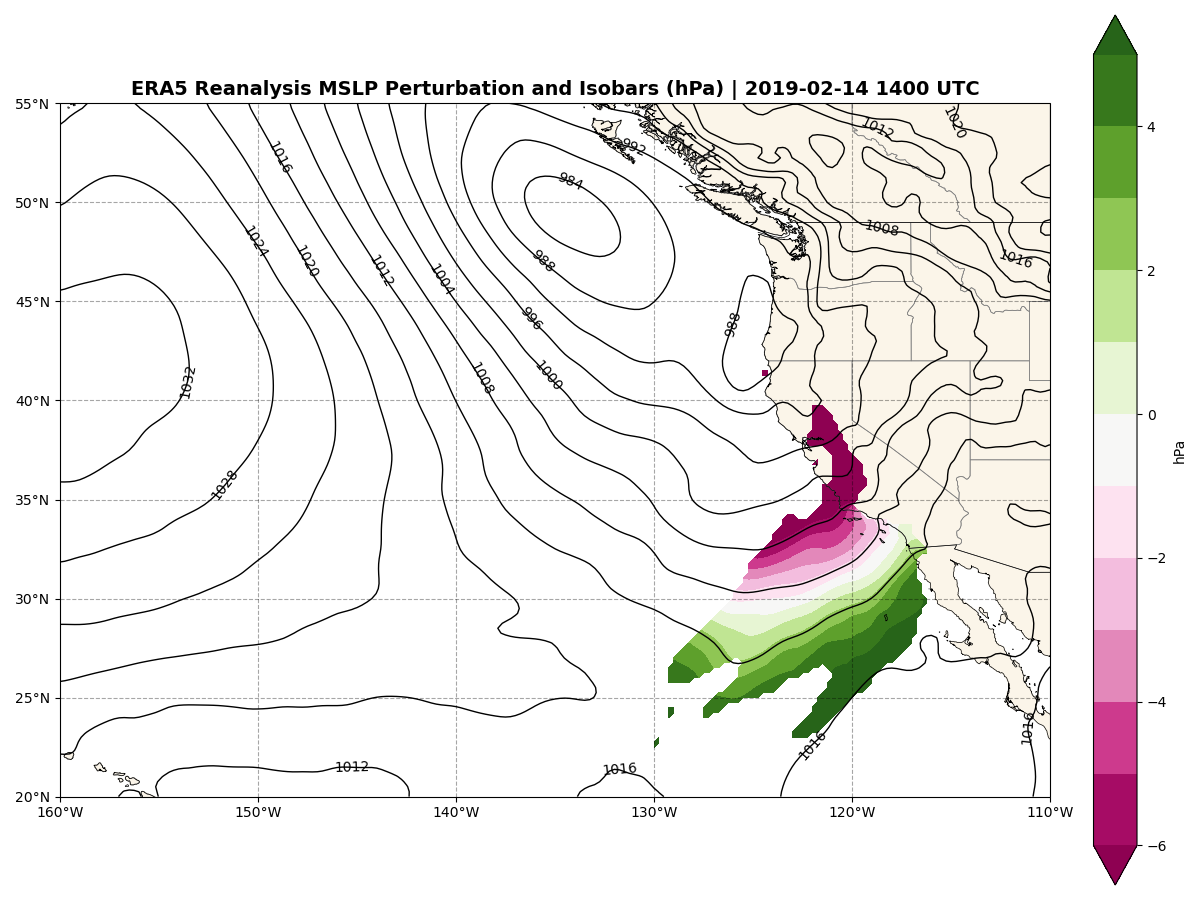 ERA5 Reanalysis MSLP Perturbation and Isobars (hPa) | 2019-02-14 1400 UTC
55°N
50°N
45°N
40°N
35°N
30°N
25°N
20°N
160°W
150°W
140°W
130°W
120°W
110°W
1016
1024
1020
1012
1004
984
992
988
996
1000
1008
988
1012
1020
1008
1016
1032
1028
1012
1016
1016
1016
4
2
0
−2
−4
−6
hPa